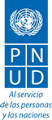 P N
U D
Al servicio
de las personas
y las naciones